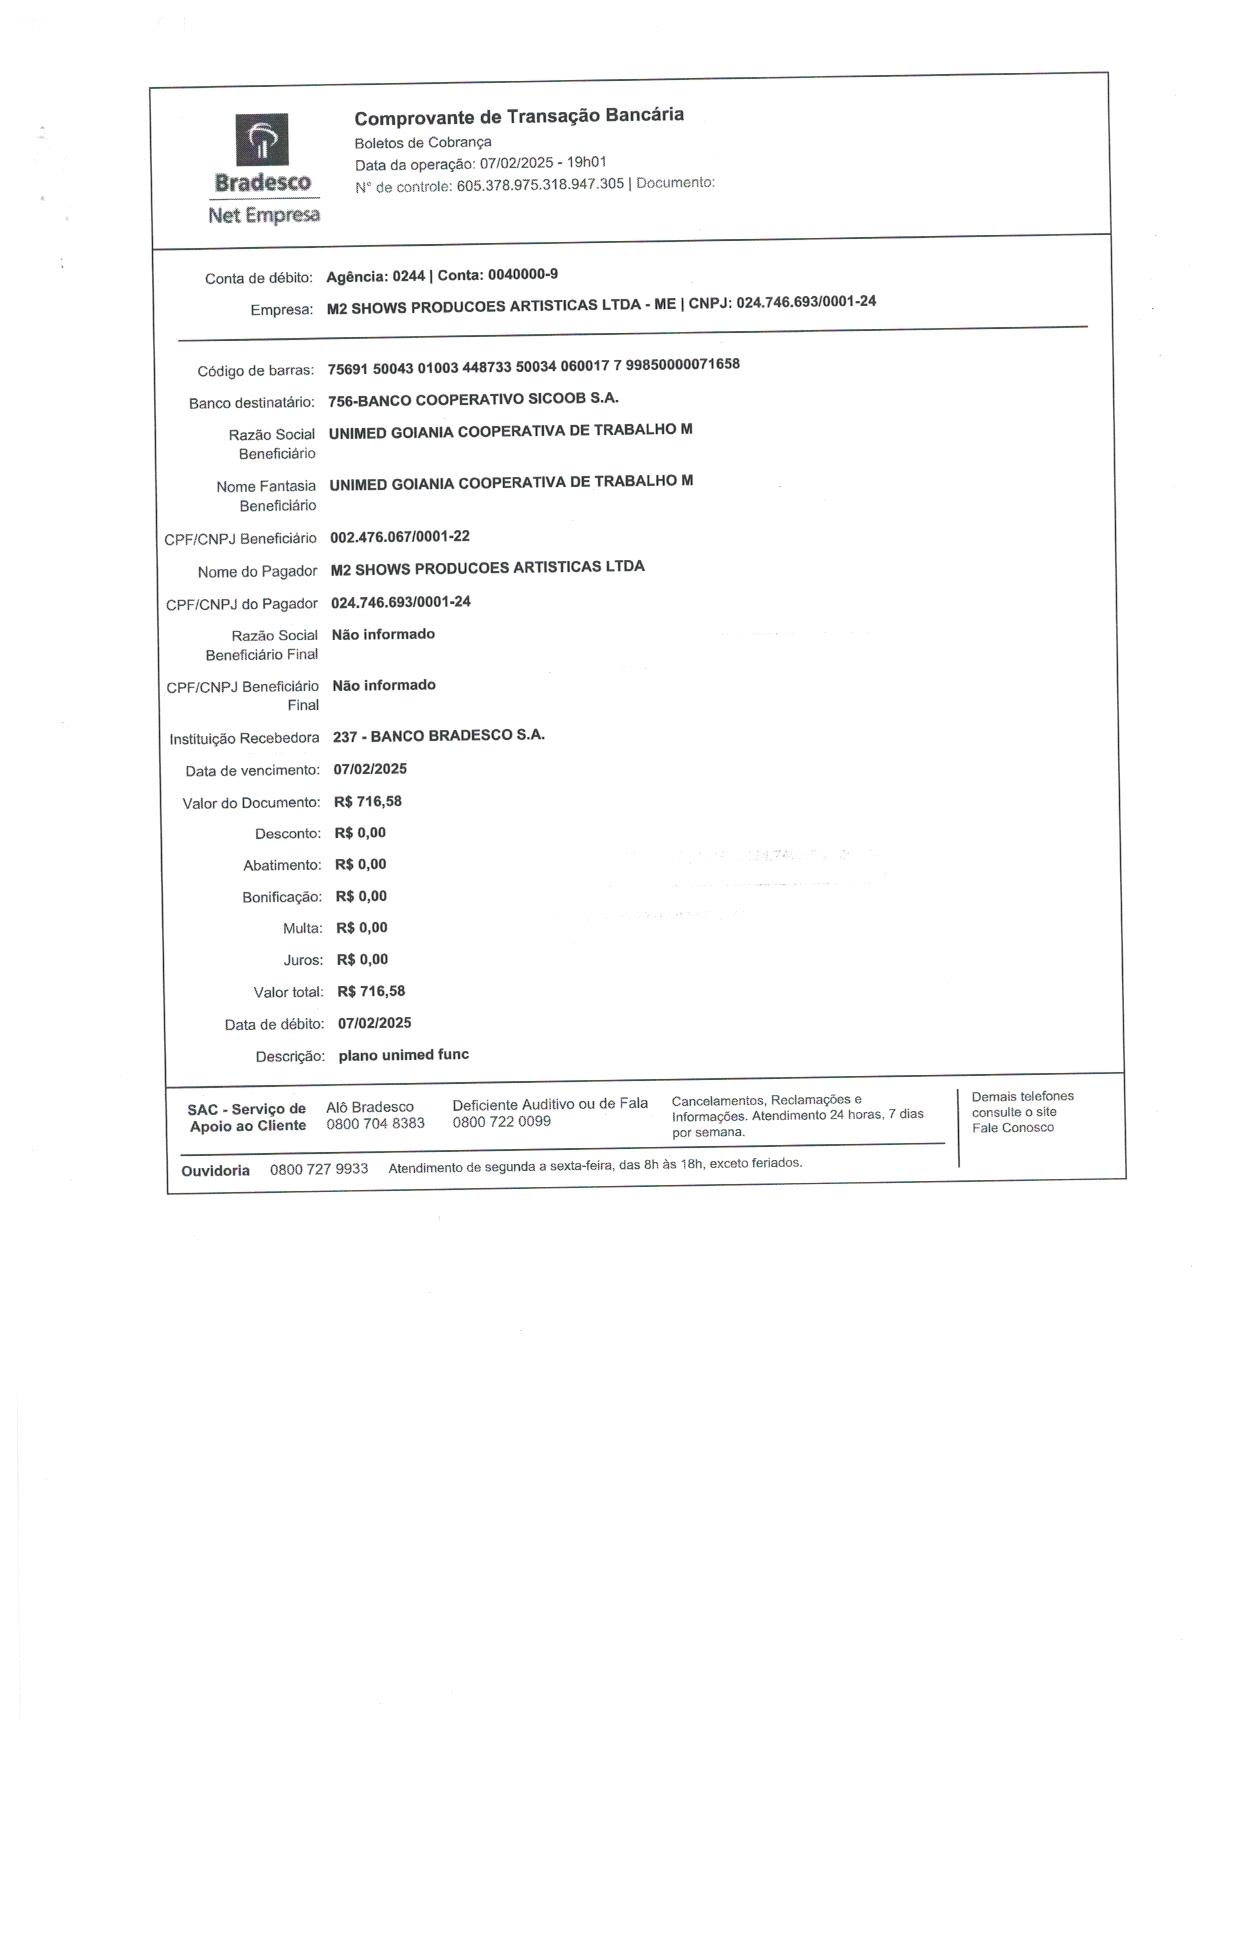 Comprovante de Transação Bancária
Boletos de Cobrança
Data da operação: 07/02/2025 - 19h01
N° de controle: 605.378.975.318.947.305 | Documento:
Bradesco
Net Empresa
Conta de débito: Agência: 0244 | Conta: 0040000-9
Empresa: M2 SHOWS PRODUCOES ARTISTICAS LTDA - ME | CNPJ: 024.746.693/0001-24
Código de barras: 75691 50043 01003 448733 50034 060017 7 99850000071658
Banco destinatário: 756-BANCO COOPERATIVO SICOOB S.A.
Razão Social UNIMED GOIANIA COOPERATIVA DE TRABALHO M
Beneficiário
Nome Fantasia UNIMED GOIANIA COOPERATIVA DE TRABALHO M
Beneficiário
CPF/CNPJ Beneficiário 002.476.067/0001-22
Nome do Pagador M2 SHOWS PRODUCOES ARTISTICAS LTDA
CPF/CNPJ do Pagador 024.746.693/0001-24
Razão Social Não informado
Beneficiário Final
CPF/CNPJ Beneficiário Não informado
Final
Instituição Recebedora 237 - BANCO BRADESCO S.A.
Data de vencimento: 07/02/2025
Valor do Documento: R$ 716,58
Desconto: R$ 0,00
Abatimento: R$ 0,00
Bonificação: R$ 0,00
Multa: R$ 0,00
Juros: R$ 0,00
Valor total: R$ 716,58
Data de débito: 07/02/2025
Descrição: plano unimed func
SAC - Serviço de
Apoio ao Cliente
Alô Bradesco
0800 704 8383
Deficiente Auditivo ou de Fala
0800 722 0099
Cancelamentos, Reclamações e
Informações. Atendimento 24 horas, 7 dias
por semana.
Demais telefones
consulte o site
Fale Conosco
Ouvidoria 0800 727 9933 Atendimento de segunda a sexta-feira, das 8h às 18h, exceto feriados.